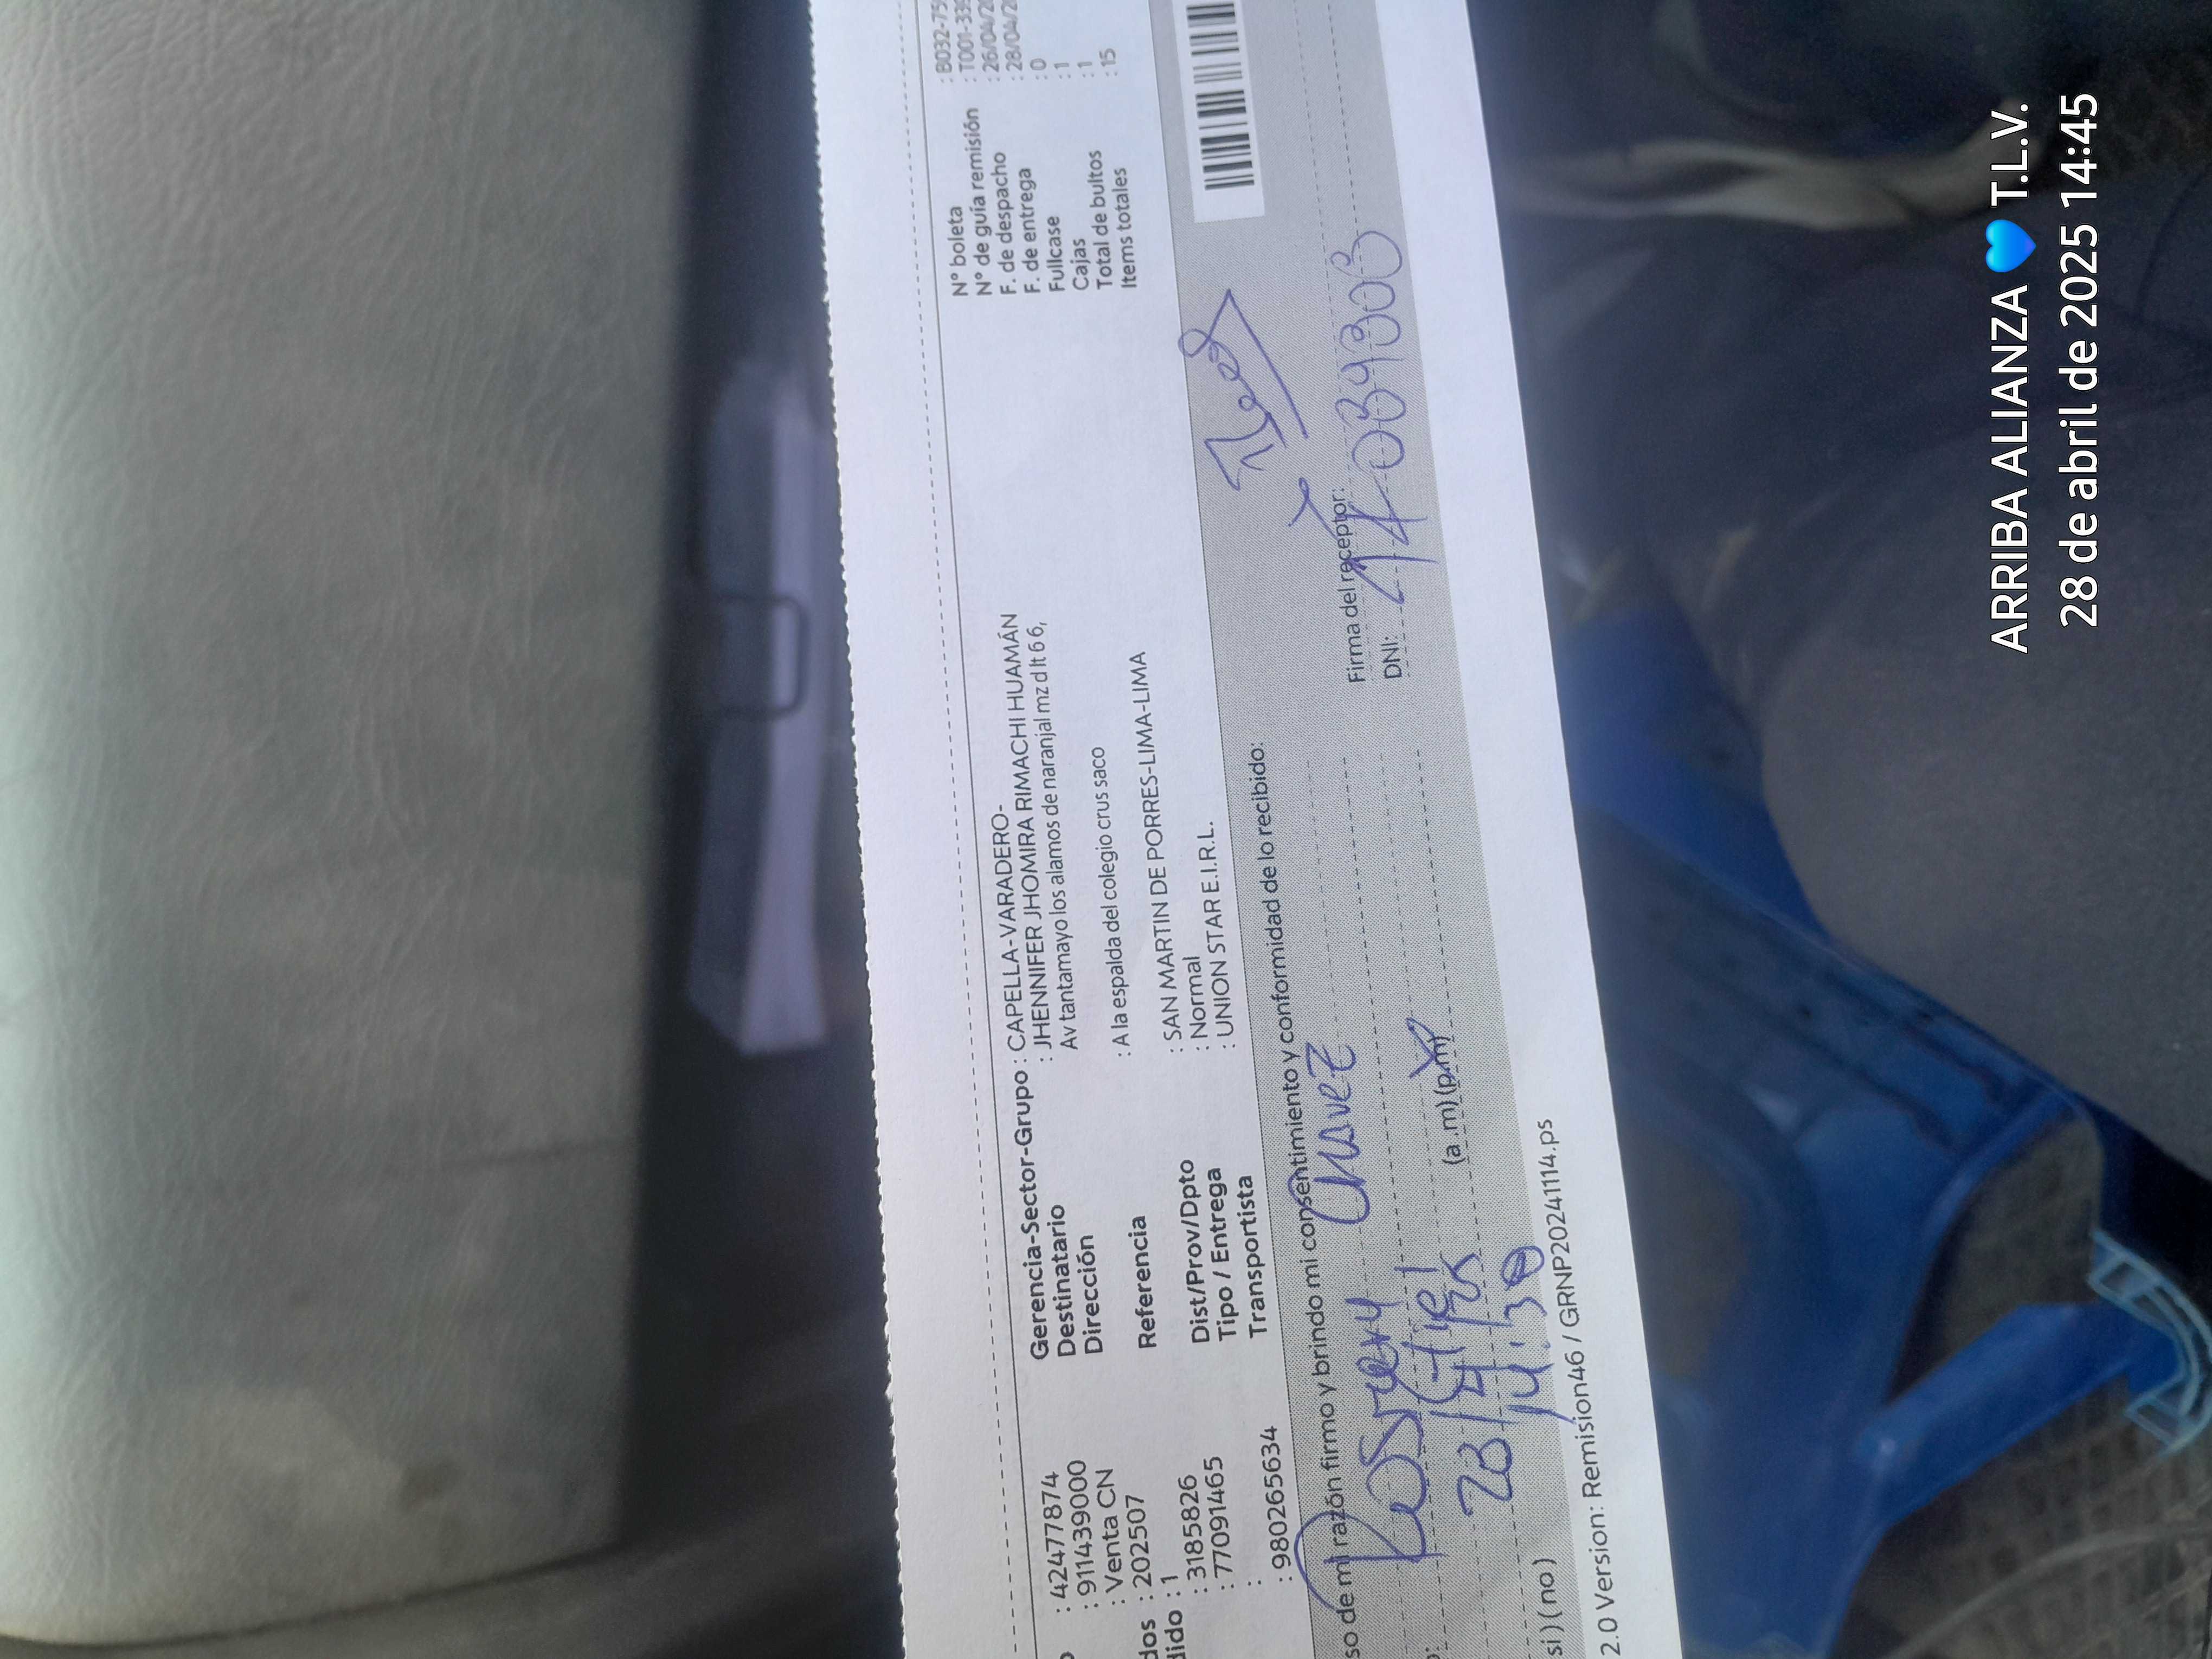 : 42477874
: 911439000
: Venta CN
dos : 202507
dido : 1
: 3185826
: 77091465
:
: 980265634
Gerencia-Sector-Grupo : CAPELLA-VARADERO-
Destinatario : JHENNIFER JHOMIRA RIMACHI HUAMÁN
Dirección Av tantamayo los alamos de naranjal mz d lt 6 6,
Referencia : A la espalda del colegio crus saco
Dist/Prov/Dpto : SAN MARTIN DE PORRES-LIMA-LIMA
Tipo / Entrega : Normal
Transportista : UNION STAR E.I.R.L.
N° boleta : B032-75
N° de guía remisión : T001-339
F. de despacho : 26/04/20
F. de entrega : 28/04/20
Fullcase : 0
Cajas : 1
Total de bultos : 1
Items totales : 15
so de mi razón firmo y brindo mi consentimiento y conformidad de lo recibido:
Chavez
28/4/25
14:30
(a .m) (p.m)
Firma del receptor:
DNI:
si ) ( no )
2.0 Version: Remision46 / GRNP20241114.ps
ARRIBA ALIANZA 💙 T.L.V.
28 de abril de 2025 14:45